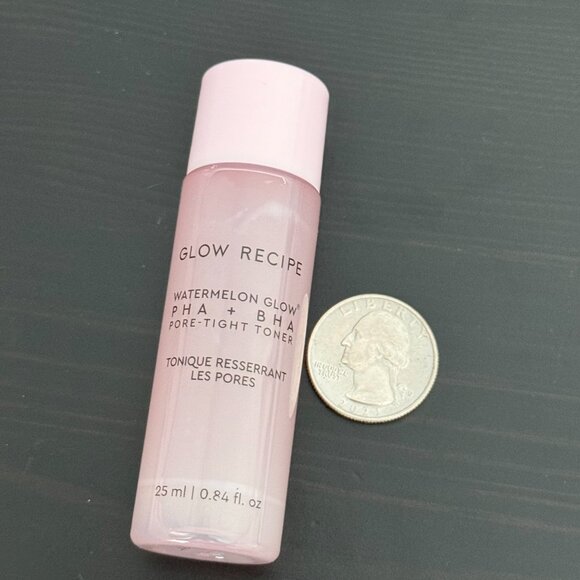 GLOW RECIPE
WATERMELON GLOW®
PHA + BHA
PORE-TIGHT TONER
TONIQUE RESSERRANT
LES PORES
25 ml | 0.84 fl. oz
LIBERTY